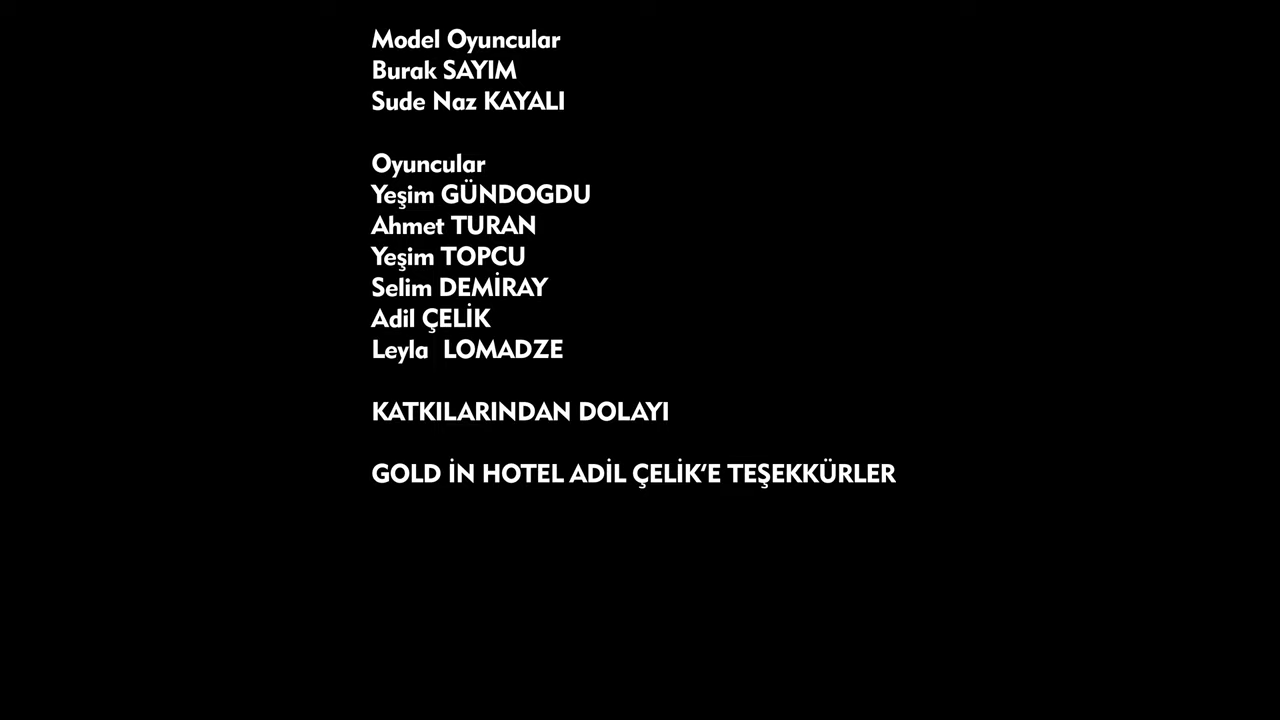 Model Oyuncular
Burak SAYIM
Sude Naz KAYALI
Oyuncular
Yeşim GÜNDOGDU
Ahmet TURAN
Yeşim TOPCU
Selim DEMİRAY
Adil ÇELİK
Leyla  LOMADZE
KATKILARINDAN DOLAYI
GOLD İN HOTEL ADİL ÇELİK‘E TEŞEKKÜRLER